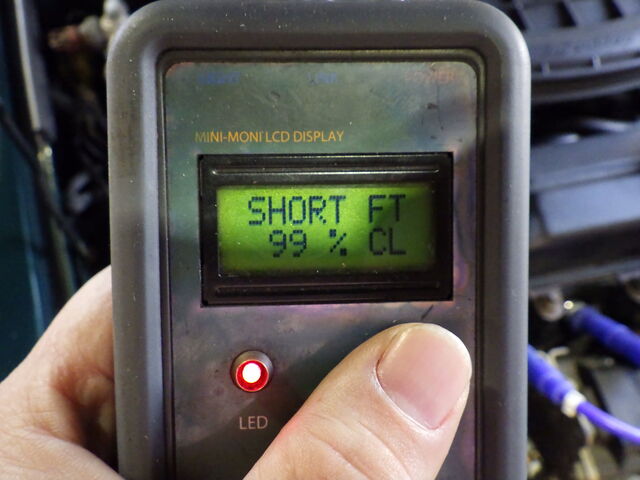 MINI-MONI LCD DISPLAY
SHORT FT
99 % CL
LED